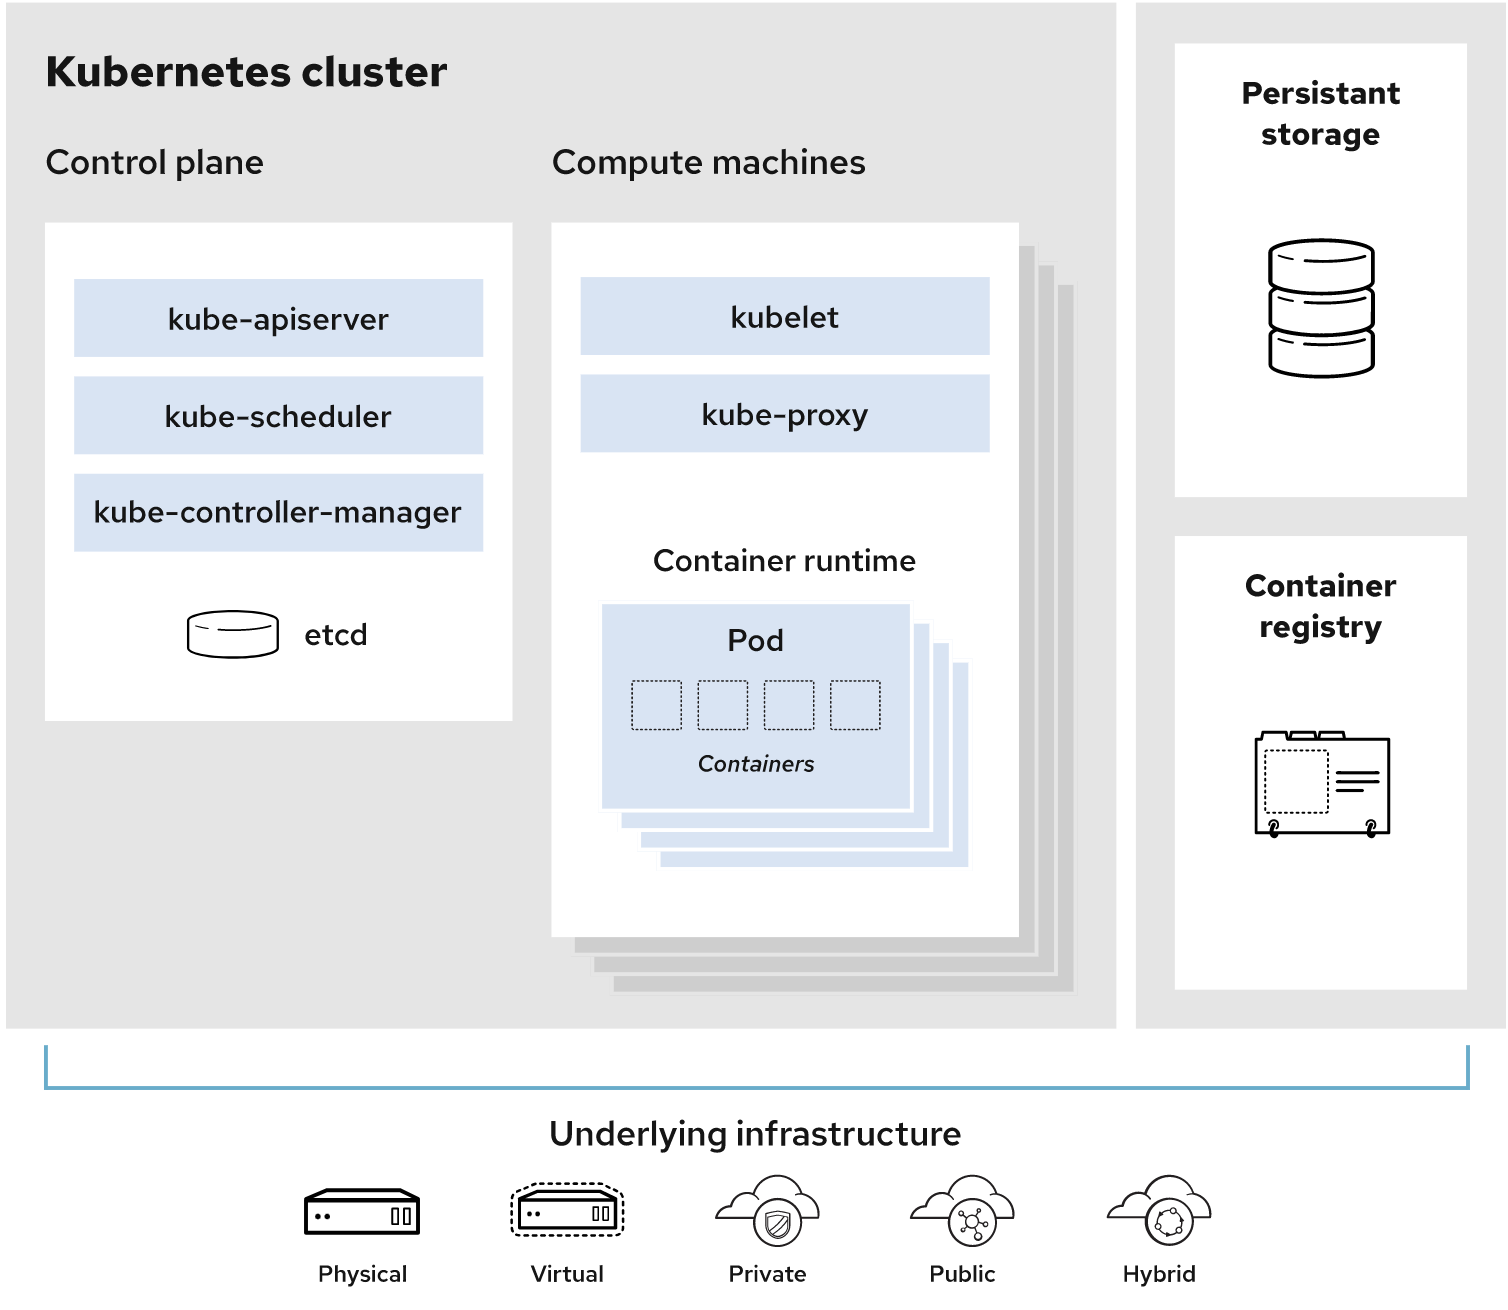 Kubernetes cluster
Control plane
kube-apiserver
kube-scheduler
kube-controller-manager
etcd
Compute machines
kubelet
kube-proxy
Container runtime
Pod
Containers
Persistant
storage
Container
registry
Underlying infrastructure
Physical
Virtual
Private
Public
Hybrid